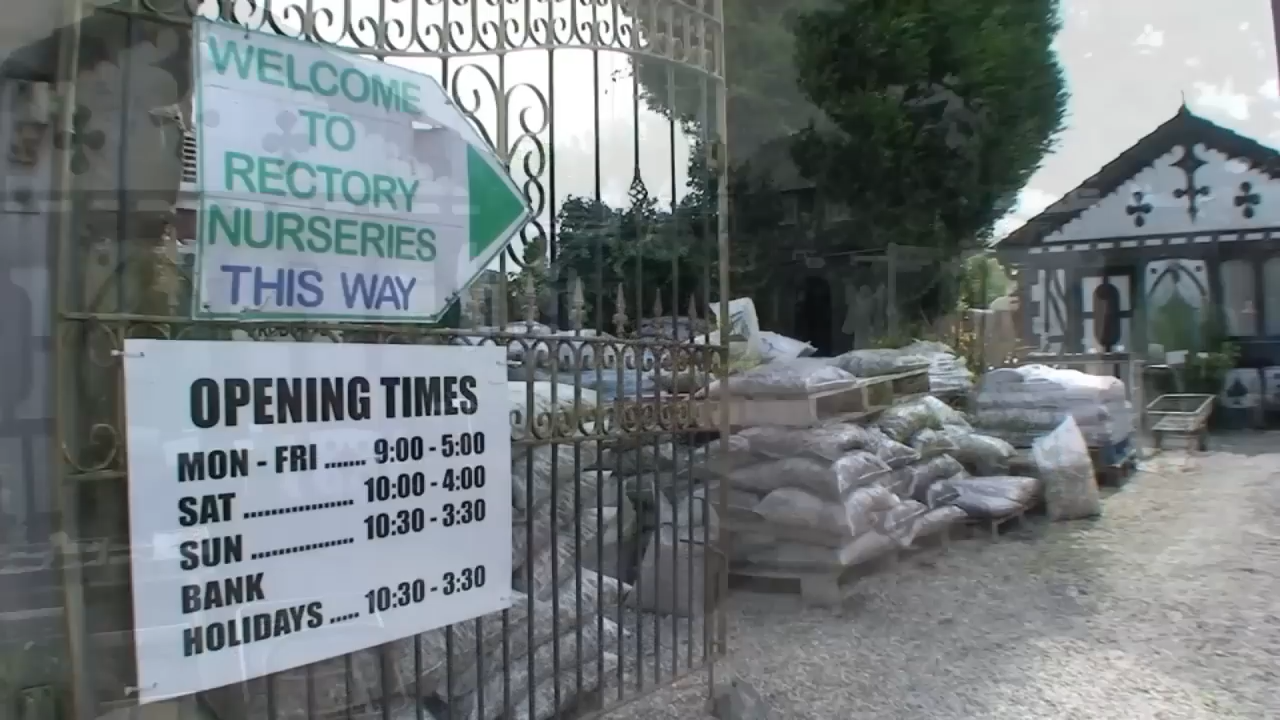 WELCOME
TO
RECTORY
NURSERIES
THIS WAY
OPENING TIMES
MON - FRI ....... 9:00 - 5:00
SAT ................. 10:00 - 4:00
SUN ................ 10:30 - 3:30
BANK
HOLIDAYS ..... 10:30 - 3:30